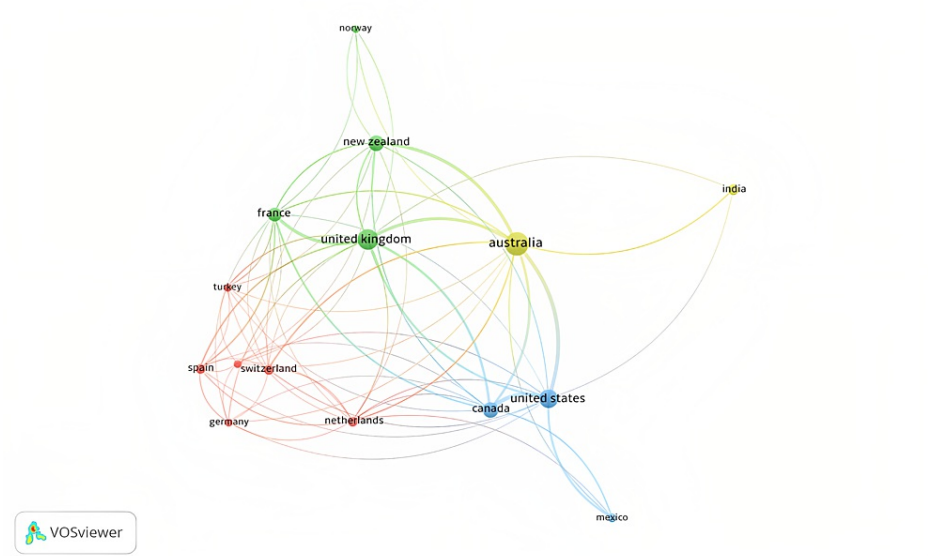 norway
new zealand
india
france
united kingdom
australia
turkey
spain
switzerland
united states
canada
germany
netherlands
mexico
VOSviewer